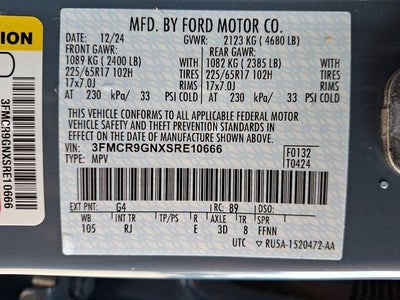 TION
3FMCR9GNXSRE10666
MFD. BY FORD MOTOR CO.
DATE: 12/24 GVWR: 2123 KG ( 4680 LB)
FRONT GAWR: REAR GAWR:
1089 KG ( 2400 LB) WITH 1082 KG ( 2385 LB) WITH
225/65R17 102H TIRES 225/65R17 102H TIRES
17x7.0J RIMS 17x7.0J RIMS
AT 230 kPa/ 33 PSI COLD AT 230 kPa/ 33 PSI COLD
THIS VEHICLE CONFORMS TO ALL APPLICABLE FEDERAL MOTOR
VEHICLE SAFETY, BUMPER, AND THEFT PREVENTION STANDARDS
IN EFFECT ON THE DATE OF MANUFACTURE SHOWN ABOVE.
VIN: 3FMCR9GNXSRE10666 F0132
TYPE: MPV T0424
EXT PNT: G4 RC: 89 DSO:
WB INT TR TP/PS R AXLE TR SPR
105 RJ E 3D 8 FFNN
UTC RU5A-1520472-AA